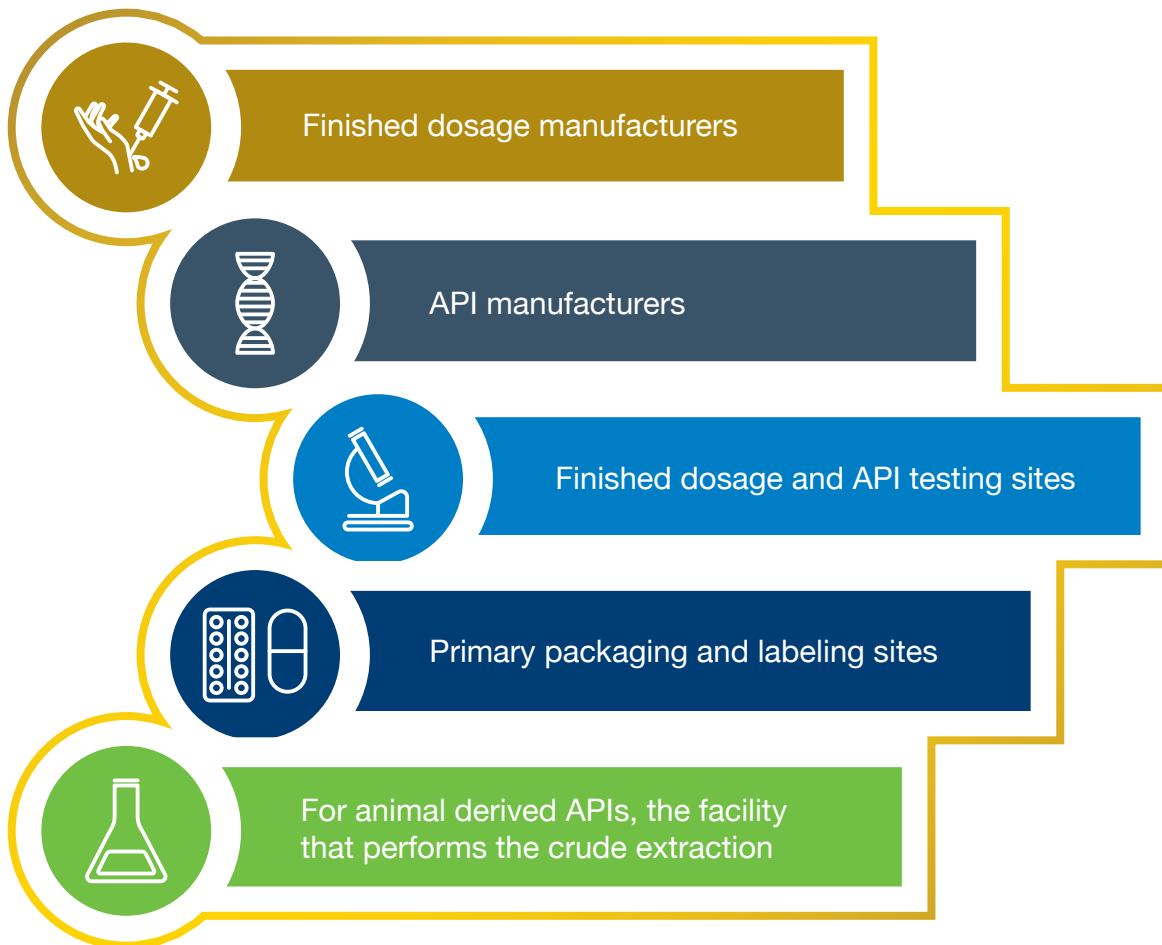 Finished dosage manufacturers
API manufacturers
Finished dosage and API testing sites
Primary packaging and labeling sites
For animal derived APIs, the facility
that performs the crude extraction